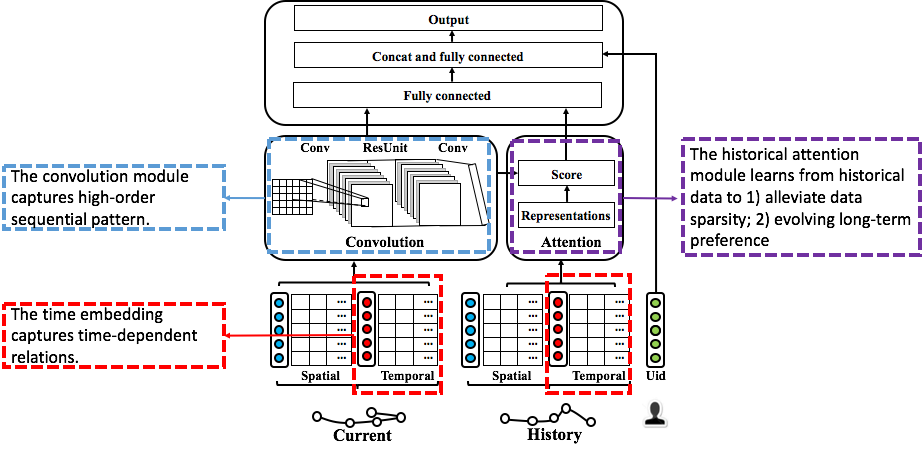 Output
Concat and fully connected
Fully connected
Conv ResUnit Conv
Convolution
Score
Representations
Attention
The convolution module
captures high-order
sequential pattern.
The historical attention
module learns from historical
data to 1) alleviate data
sparsity; 2) evolving long-term
preference
The time embedding
captures time-dependent
relations.
... ...
... ...
... ...
... ...
Spatial Temporal
Spatial Temporal
Uid
Current
History